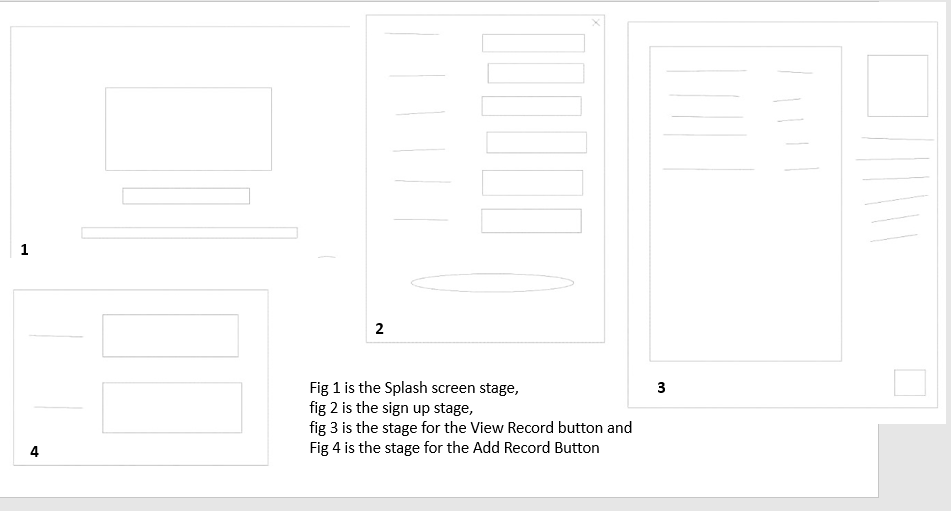 1
2
3
4
Fig 1 is the Splash screen stage,
fig 2 is the sign up stage,
fig 3 is the stage for the View Record button and
Fig 4 is the stage for the Add Record Button